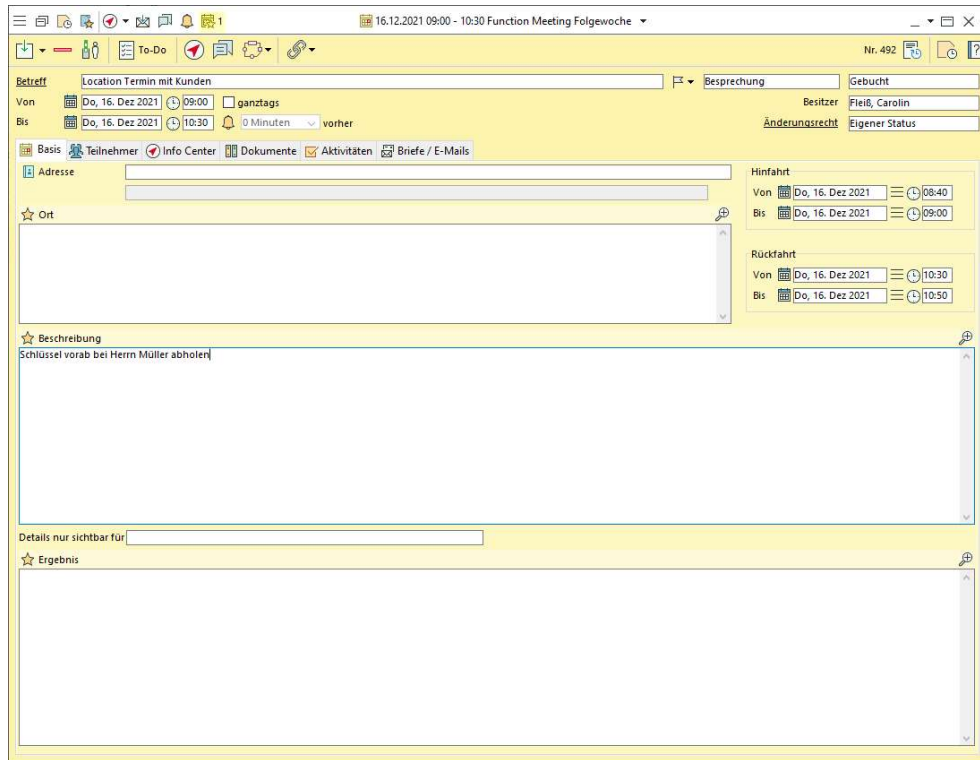 1 16.12.2021 09:00 - 10:30 Function Meeting Folgewoche
To-Do Nr. 492
Betreff Location Termin mit Kunden Besprechung Gebucht
Von Do, 16. Dez 2021 09:00 ganztags Besitzer Fleiß, Carolin
Bis Do, 16. Dez 2021 10:30 0 Minuten vorher Änderungsrecht Eigener Status
Basis Teilnehmer Info Center Dokumente Aktivitäten Briefe / E-Mails
Adresse
Hinfahrt
Von Do, 16. Dez 2021 08:40
Bis Do, 16. Dez 2021 09:00
Ort
Rückfahrt
Von Do, 16. Dez 2021 10:30
Bis Do, 16. Dez 2021 10:50
Beschreibung
Schlüssel vorab bei Herrn Müller abholen
Details nur sichtbar für
Ergebnis